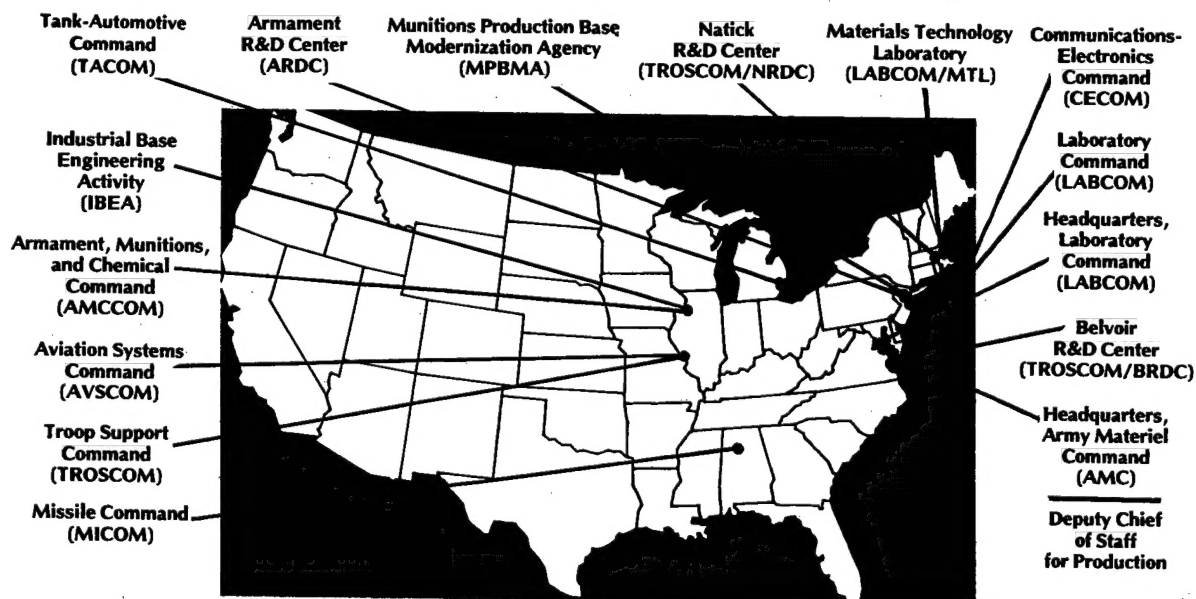 Tank-Automotive
Command
(TACOM)
Armament
R&D Center
(ARDC)
Munitions Production Base
Modernization Agency
(MPBMA)
Natick
R&D Center
(TROSCOM/NRDC)
Materials Technology
Laboratory
(LABCOM/MTL)
Communications-
Electronics
Command
(CECOM)
Industrial Base
Engineering
Activity
(IBEA)
Laboratory
Command
(LABCOM)
Armament, Munitions,
and Chemical
Command
(AMCCOM)
Headquarters,
Laboratory
Command
(LABCOM)
Aviation Systems
Command
(AVSCOM)
Belvoir
R&D Center
(TROSCOM/BRDC)
Troop Support
Command
(TROSCOM)
Headquarters,
Army Materiel
Command
(AMC)
Missile Command
(MICOM)
Deputy Chief
of Staff
for Production